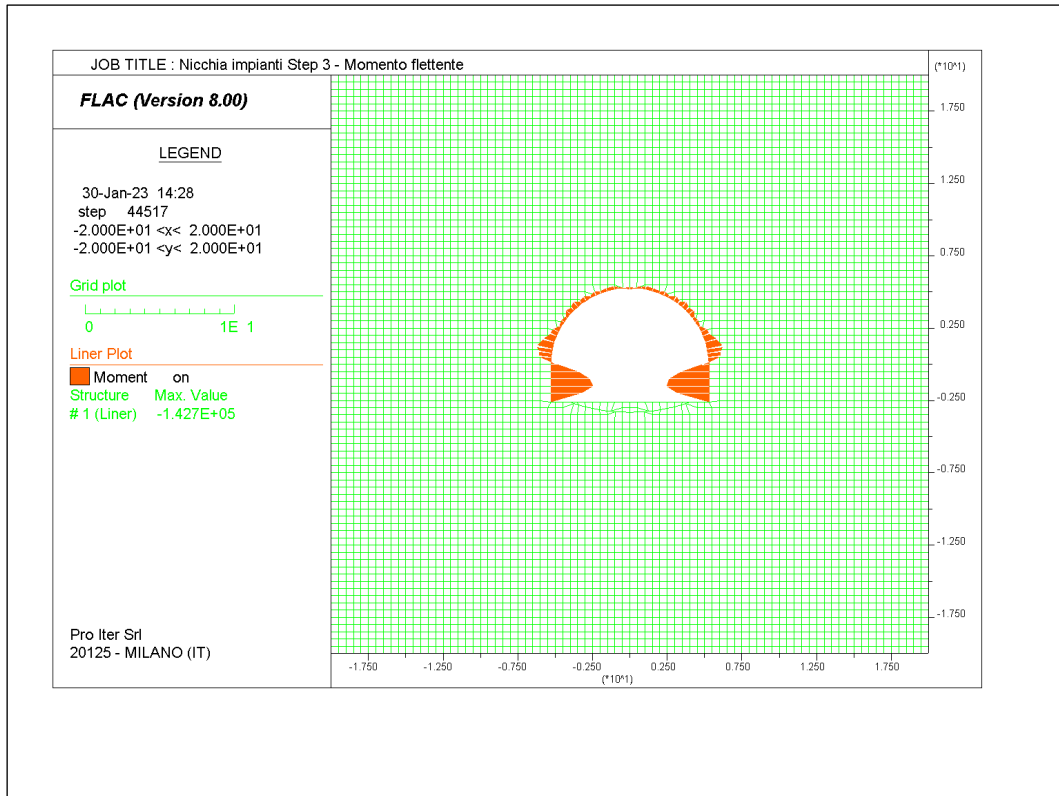 JOB TITLE : Nicchia impianti Step 3 - Momento flettente
(*10^1)
FLAC (Version 8.00)
LEGEND
30-Jan-23 14:28
step 44517
-2.000E+01 <x< 2.000E+01
-2.000E+01 <y< 2.000E+01
Grid plot
0 1E 1
Liner Plot
Moment on
Structure Max. Value
# 1 (Liner) -1.427E+05
Pro Iter Srl
20125 - MILANO (IT)
1.750
1.250
0.750
0.250
-0.250
-0.750
-1.250
-1.750
-1.750 -1.250 -0.750 -0.250 0.250 0.750 1.250 1.750
(*10^1)